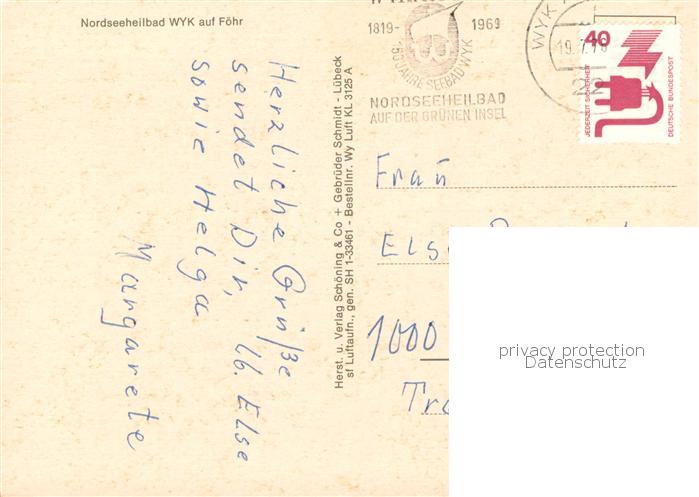 Nordseeheilbad WYK auf Föhr
1819- 1969
150 JAHRE SEEBAD WYK
NORDSEEHEILBAD
AUF DER GRÜNEN INSEL
WYK
40
JEDERZEIT SICHERHEIT
DEUTSCHE BUNDESPOST
Herzliche Grüße
sendet Dir, lb. Else
sowie Helga
Margarete
Herst. u. Verlag Schöning & Co + Gebrüder Schmidt - Lübeck
sf Luftaufn., gen. SH 1-33461 - Bestellnr. Wy Luft KL 3125 A
Frau
1000
privacy protection
Datenschutz